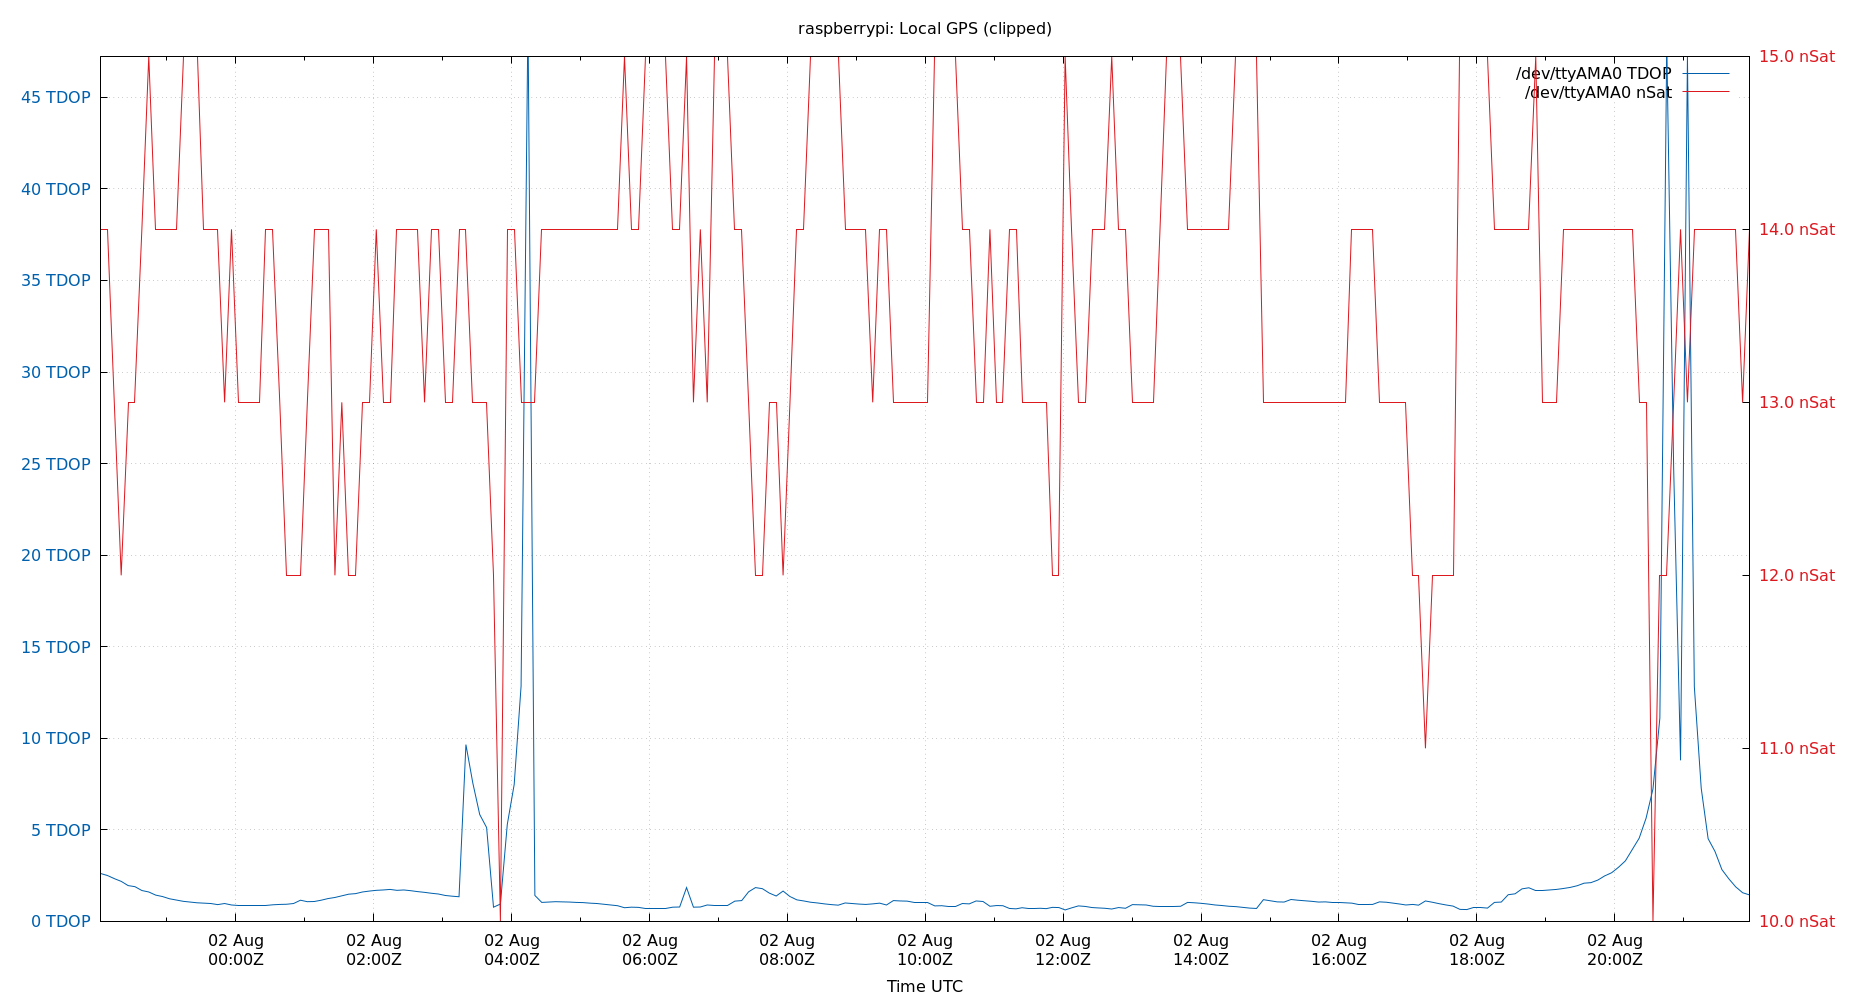 raspberrypi: Local GPS (clipped)
/dev/ttyAMA0 TDOP
/dev/ttyAMA0 nSat
45 TDOP
40 TDOP
35 TDOP
30 TDOP
25 TDOP
20 TDOP
15 TDOP
10 TDOP
5 TDOP
0 TDOP
15.0 nSat
14.0 nSat
13.0 nSat
12.0 nSat
11.0 nSat
10.0 nSat
02 Aug 02 Aug 02 Aug 02 Aug 02 Aug 02 Aug 02 Aug 02 Aug 02 Aug 02 Aug 02 Aug
00:00Z 02:00Z 04:00Z 06:00Z 08:00Z 10:00Z 12:00Z 14:00Z 16:00Z 18:00Z 20:00Z
Time UTC